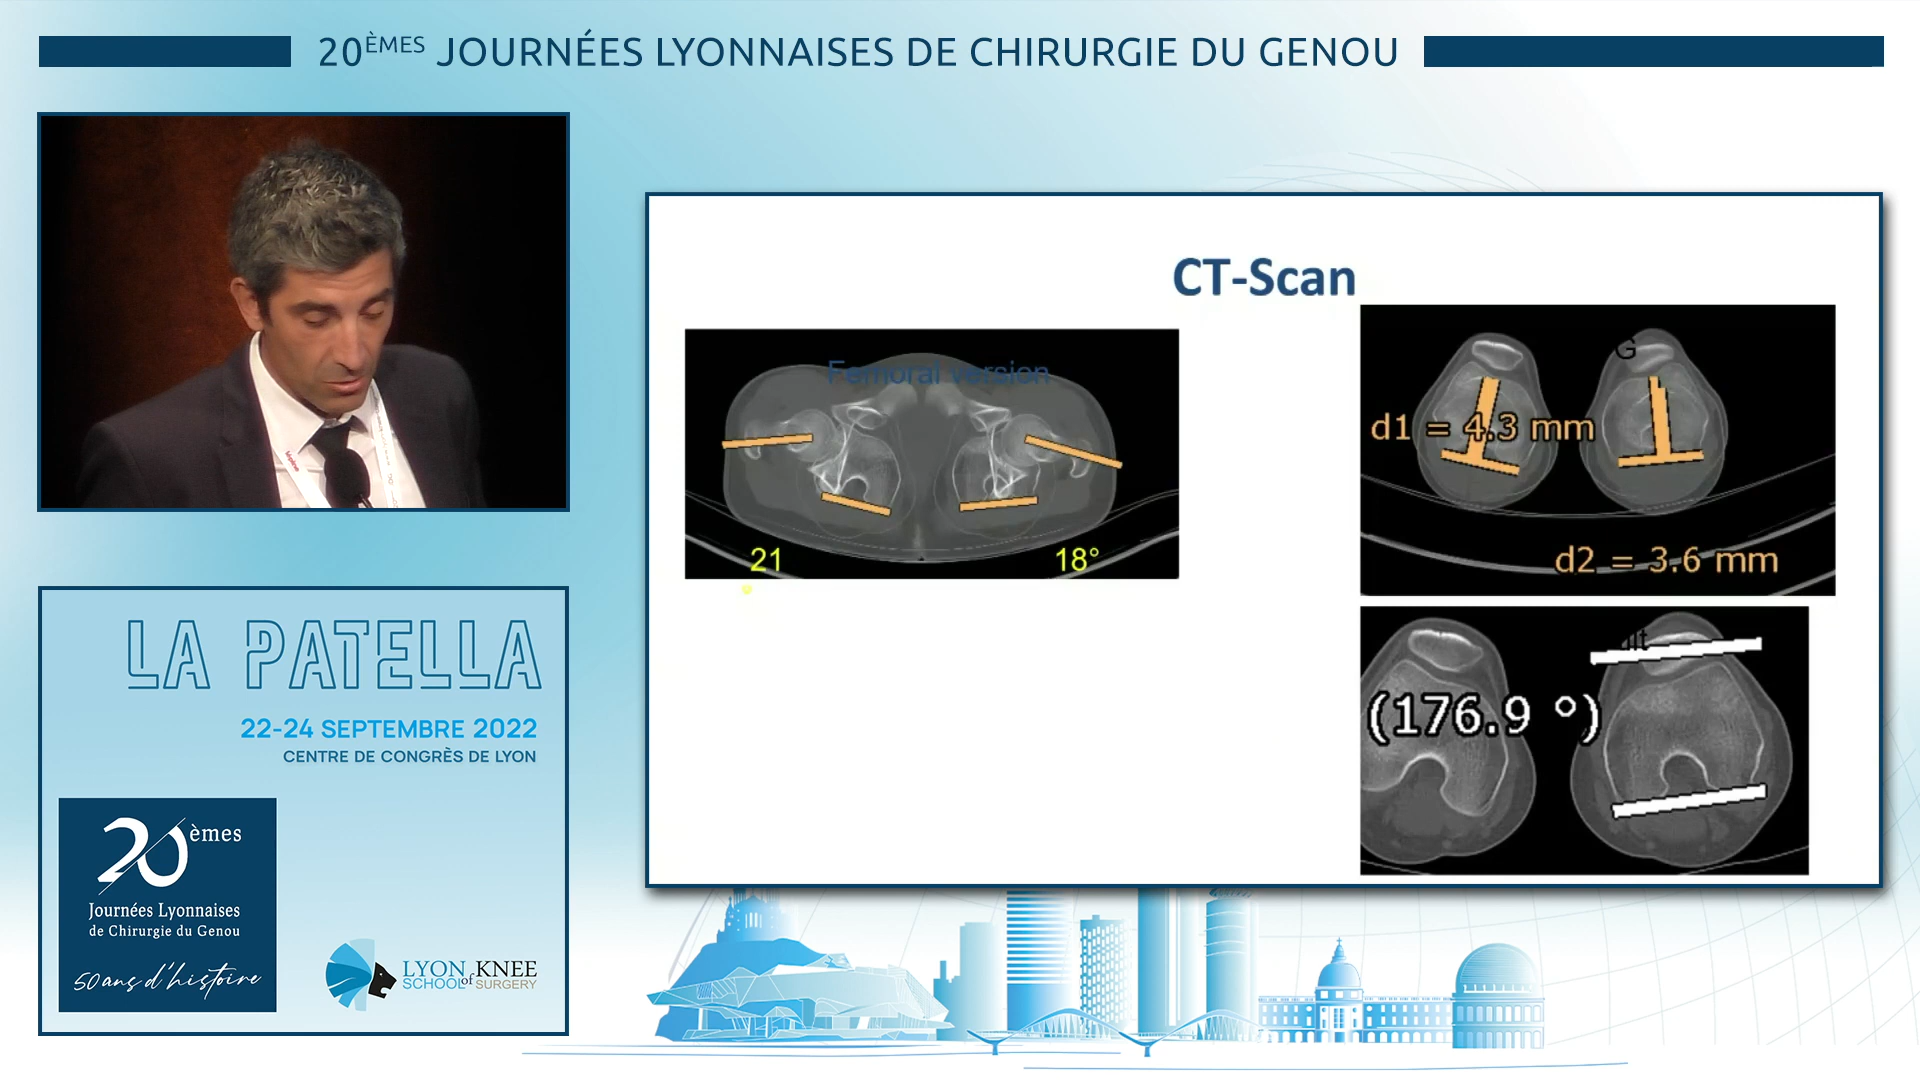 20ÈMES JOURNÉES LYONNAISES DE CHIRURGIE DU GENOU
CT-Scan
Femoral version
21
18°
G
d1 = 4.3 mm
d2 = 3.6 mm
(176.9 °)
LA PATELLA
22-24 SEPTEMBRE 2022
CENTRE DE CONGRÈS DE LYON
20èmes
Journées Lyonnaises
de Chirurgie du Genou
50 ans d'histoire
LYON KNEE
SCHOOL of SURGERY